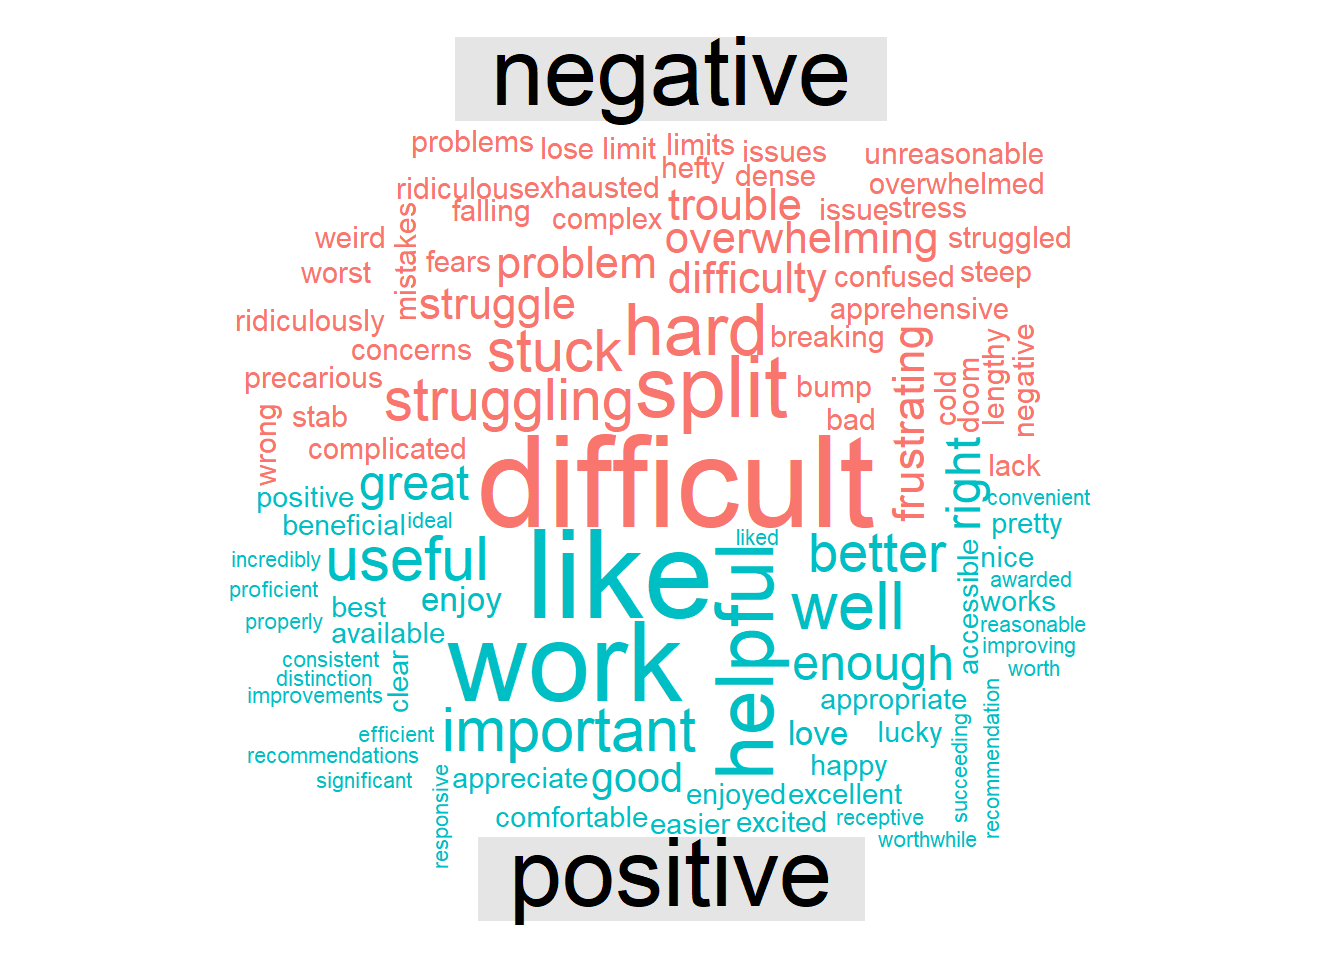 negative
problems lose limit limits issues unreasonable
hefty dense overwhelmed
ridiculous exhausted trouble issue stress
falling complex
mistakes
weird overwhelming struggled
worst fears problem difficulty confused steep
struggle apprehensive
ridiculously hard breaking
concerns stuck frustrating lengthy negative
precarious struggling split bump cold doom
wrong stab bad
complicated difficult lack
positive great right convenient
beneficial ideal pretty
incredibly useful like liked better nice
proficient helpful accessible awarded
best enjoy well works
properly available reasonable
consistent clear work enough improving
distinction worth
improvements appropriate
efficient important love lucky
recommendations happy succeeding recommendation
significant responsive appreciate good
enjoyed excellent
comfortable easier excited receptive
worthwhile
positive